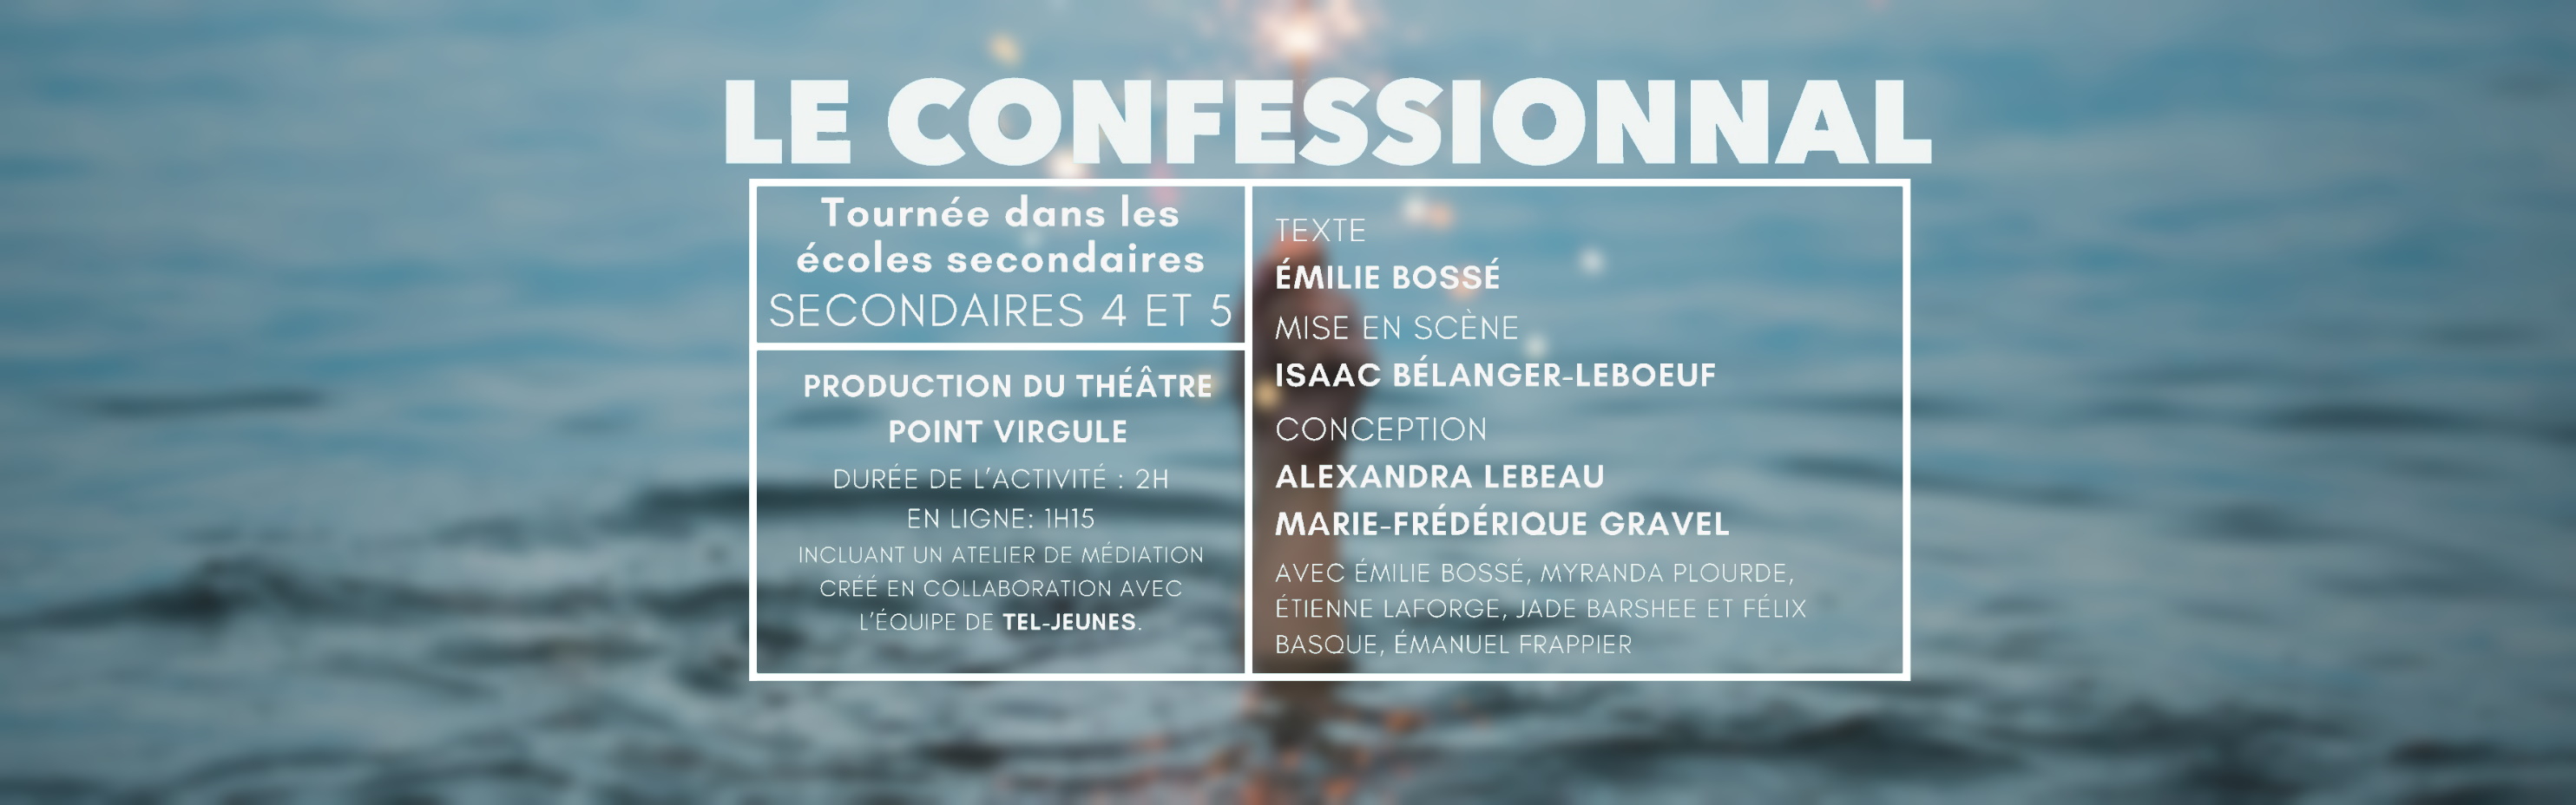 LE CONFESSIONNAL
Tournée dans les
écoles secondaires
SECONDAIRES 4 ET 5
PRODUCTION DU THÉÂTRE
POINT VIRGULE
DURÉE DE L'ACTIVITÉ : 2H
EN LIGNE: 1H15
INCLUANT UN ATELIER DE MÉDIATION
CRÉÉ EN COLLABORATION AVEC
L'ÉQUIPE DE TEL-JEUNES.
TEXTE
ÉMILIE BOSSÉ
MISE EN SCÈNE
ISAAC BÉLANGER-LEBOEUF
CONCEPTION
ALEXANDRA LEBEAU
MARIE-FRÉDÉRIQUE GRAVEL
AVEC ÉMILIE BOSSÉ, MYRANDA PLOURDE,
ÉTIENNE LAFORGE, JADE BARSHEE ET FÉLIX
BASQUE, ÉMANUEL FRAPPIER